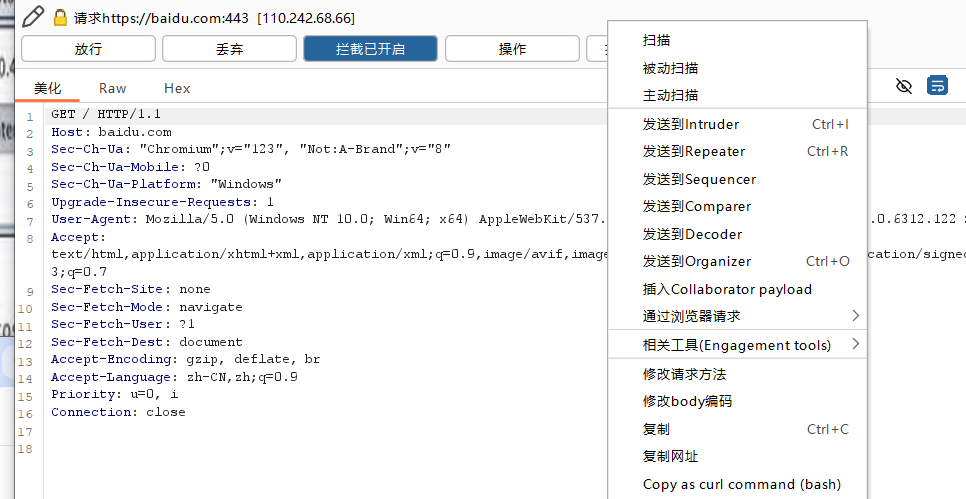 请求https://baidu.com:443 [110.242.68.66]
放行 丢弃 拦截已开启 操作
美化 Raw Hex
1 GET / HTTP/1.1
2 Host: baidu.com
3 Sec-Ch-Ua: "Chromium";v="123", "Not:A-Brand";v="8"
4 Sec-Ch-Ua-Mobile: ?0
5 Sec-Ch-Ua-Platform: "Windows"
6 Upgrade-Insecure-Requests: 1
7 User-Agent: Mozilla/5.0 (Windows NT 10.0; Win64; x64) AppleWebKit/537. .0.6312.122
8 Accept:
text/html,application/xhtml+xml,application/xml;q=0.9,image/avif,imag cation/signed
3;q=0.7
9 Sec-Fetch-Site: none
10 Sec-Fetch-Mode: navigate
11 Sec-Fetch-User: ?1
12 Sec-Fetch-Dest: document
13 Accept-Encoding: gzip, deflate, br
14 Accept-Language: zh-CN,zh;q=0.9
15 Priority: u=0, i
16 Connection: close
17
18
扫描
被动扫描
主动扫描
发送到Intruder Ctrl+I
发送到Repeater Ctrl+R
发送到Sequencer
发送到Comparer
发送到Decoder
发送到Organizer Ctrl+O
插入Collaborator payload
通过浏览器请求
相关工具(Engagement tools)
修改请求方法
修改body编码
复制 Ctrl+C
复制网址
Copy as curl command (bash)